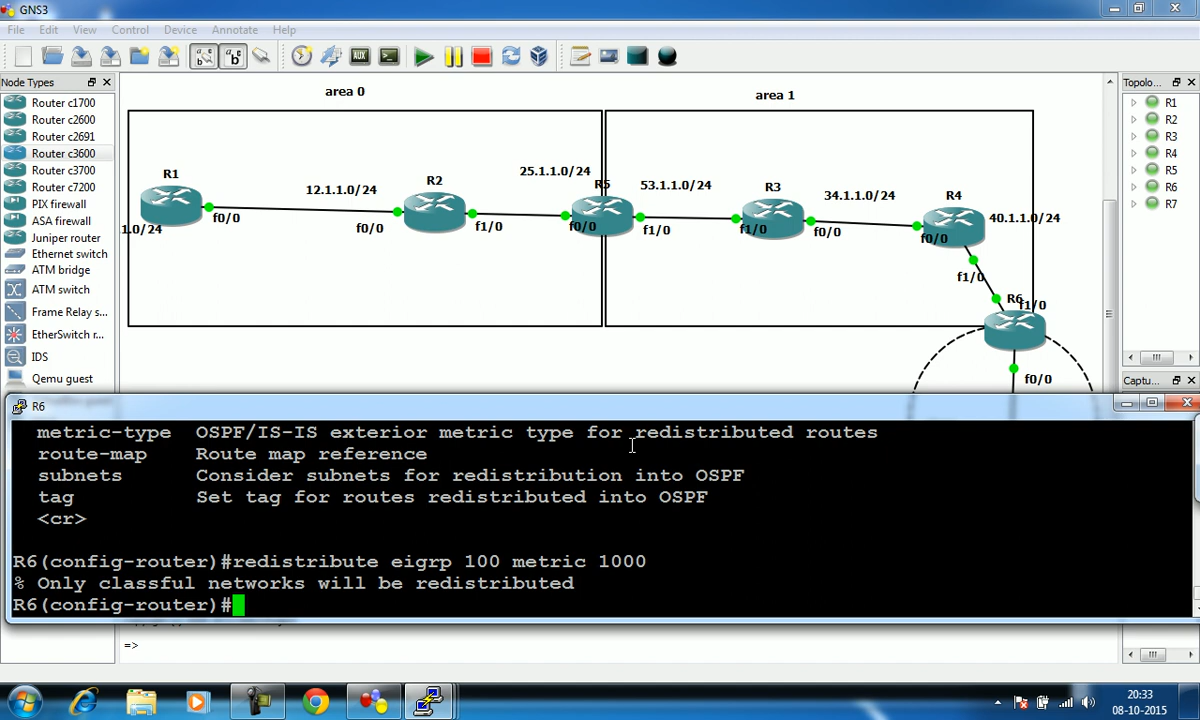 GNS3
File Edit View Control Device Annotate Help
Node Types
Router c1700
Router c2600
Router c2691
Router c3600
Router c3700
Router c7200
PIX firewall
ASA firewall
Juniper router
Ethernet switch
ATM bridge
ATM switch
Frame Relay s...
EtherSwitch r...
IDS
Qemu guest
area 0
area 1
R1
12.1.1.0/24
R2
25.1.1.0/24
R5
53.1.1.0/24
R3
34.1.1.0/24
R4
40.1.1.0/24
1.0/24
f0/0
f0/0
f1/0
f0/0
f1/0
f1/0
f0/0
f0/0
f1/0
R6
f1/0
f0/0
Topolo...
R1
R2
R3
R4
R5
R6
R7
Captu...
R6
metric-type OSPF/IS-IS exterior metric type for redistributed routes
route-map Route map reference
subnets Consider subnets for redistribution into OSPF
tag Set tag for routes redistributed into OSPF
<cr>
R6(config-router)#redistribute eigrp 100 metric 1000
% Only classful networks will be redistributed
R6(config-router)#
=>
20:33
08-10-2015